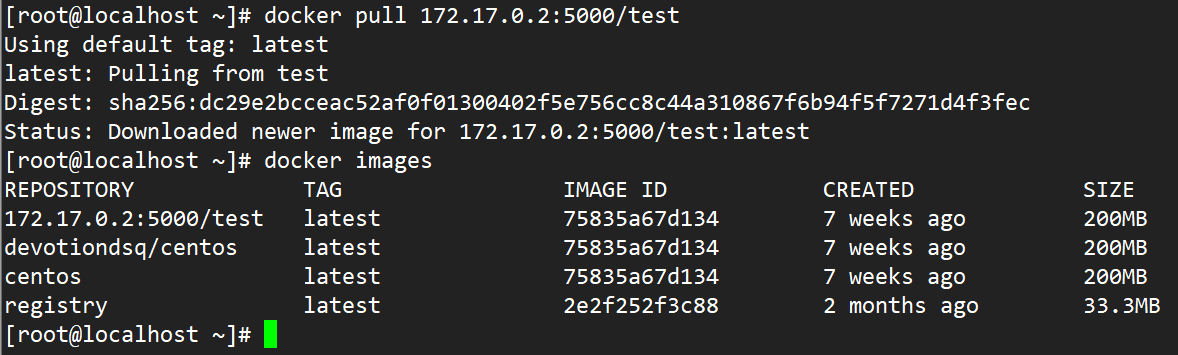 [root@localhost ~]# docker pull 172.17.0.2:5000/test
Using default tag: latest
latest: Pulling from test
Digest: sha256:dc29e2bcceac52af0f01300402f5e756cc8c44a310867f6b94f5f7271d4f3fec
Status: Downloaded newer image for 172.17.0.2:5000/test:latest
[root@localhost ~]# docker images
REPOSITORY             TAG                 IMAGE ID            CREATED             SIZE
172.17.0.2:5000/test   latest              75835a67d134        7 weeks ago         200MB
devotiondsq/centos     latest              75835a67d134        7 weeks ago         200MB
centos                 latest              75835a67d134        7 weeks ago         200MB
registry               latest              2e2f252f3c88        2 months ago        33.3MB
[root@localhost ~]#